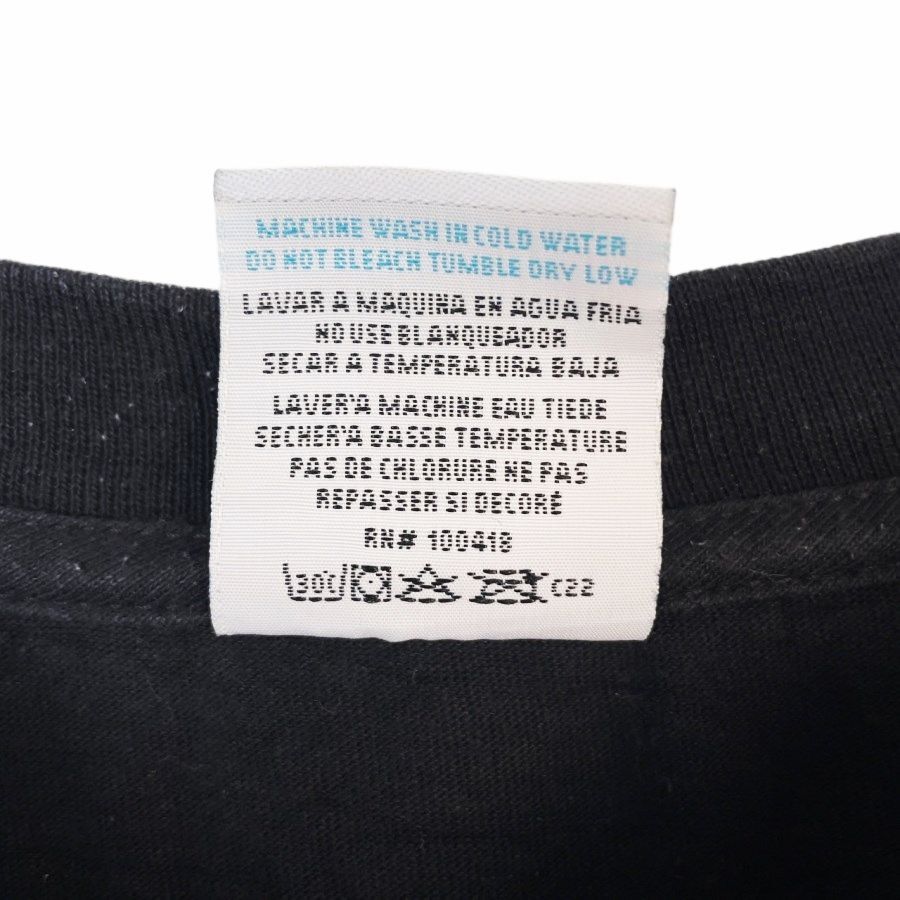 MACHINE WASH IN COLD WATER
DO NOT BLEACH TUMBLE DRY LOW
LAVAR A MAQUINA EN AGUA FRIA
NO USE BLANQUEADOR
SECAR A TEMPERATURA BAJA
LAVER'A MACHINE EAU TIEDE
SECHER'A BASSE TEMPERATURE
PAS DE CHLORURE NE PAS
REPASSER SI DECORÉ
RN# 100418
30°C C22